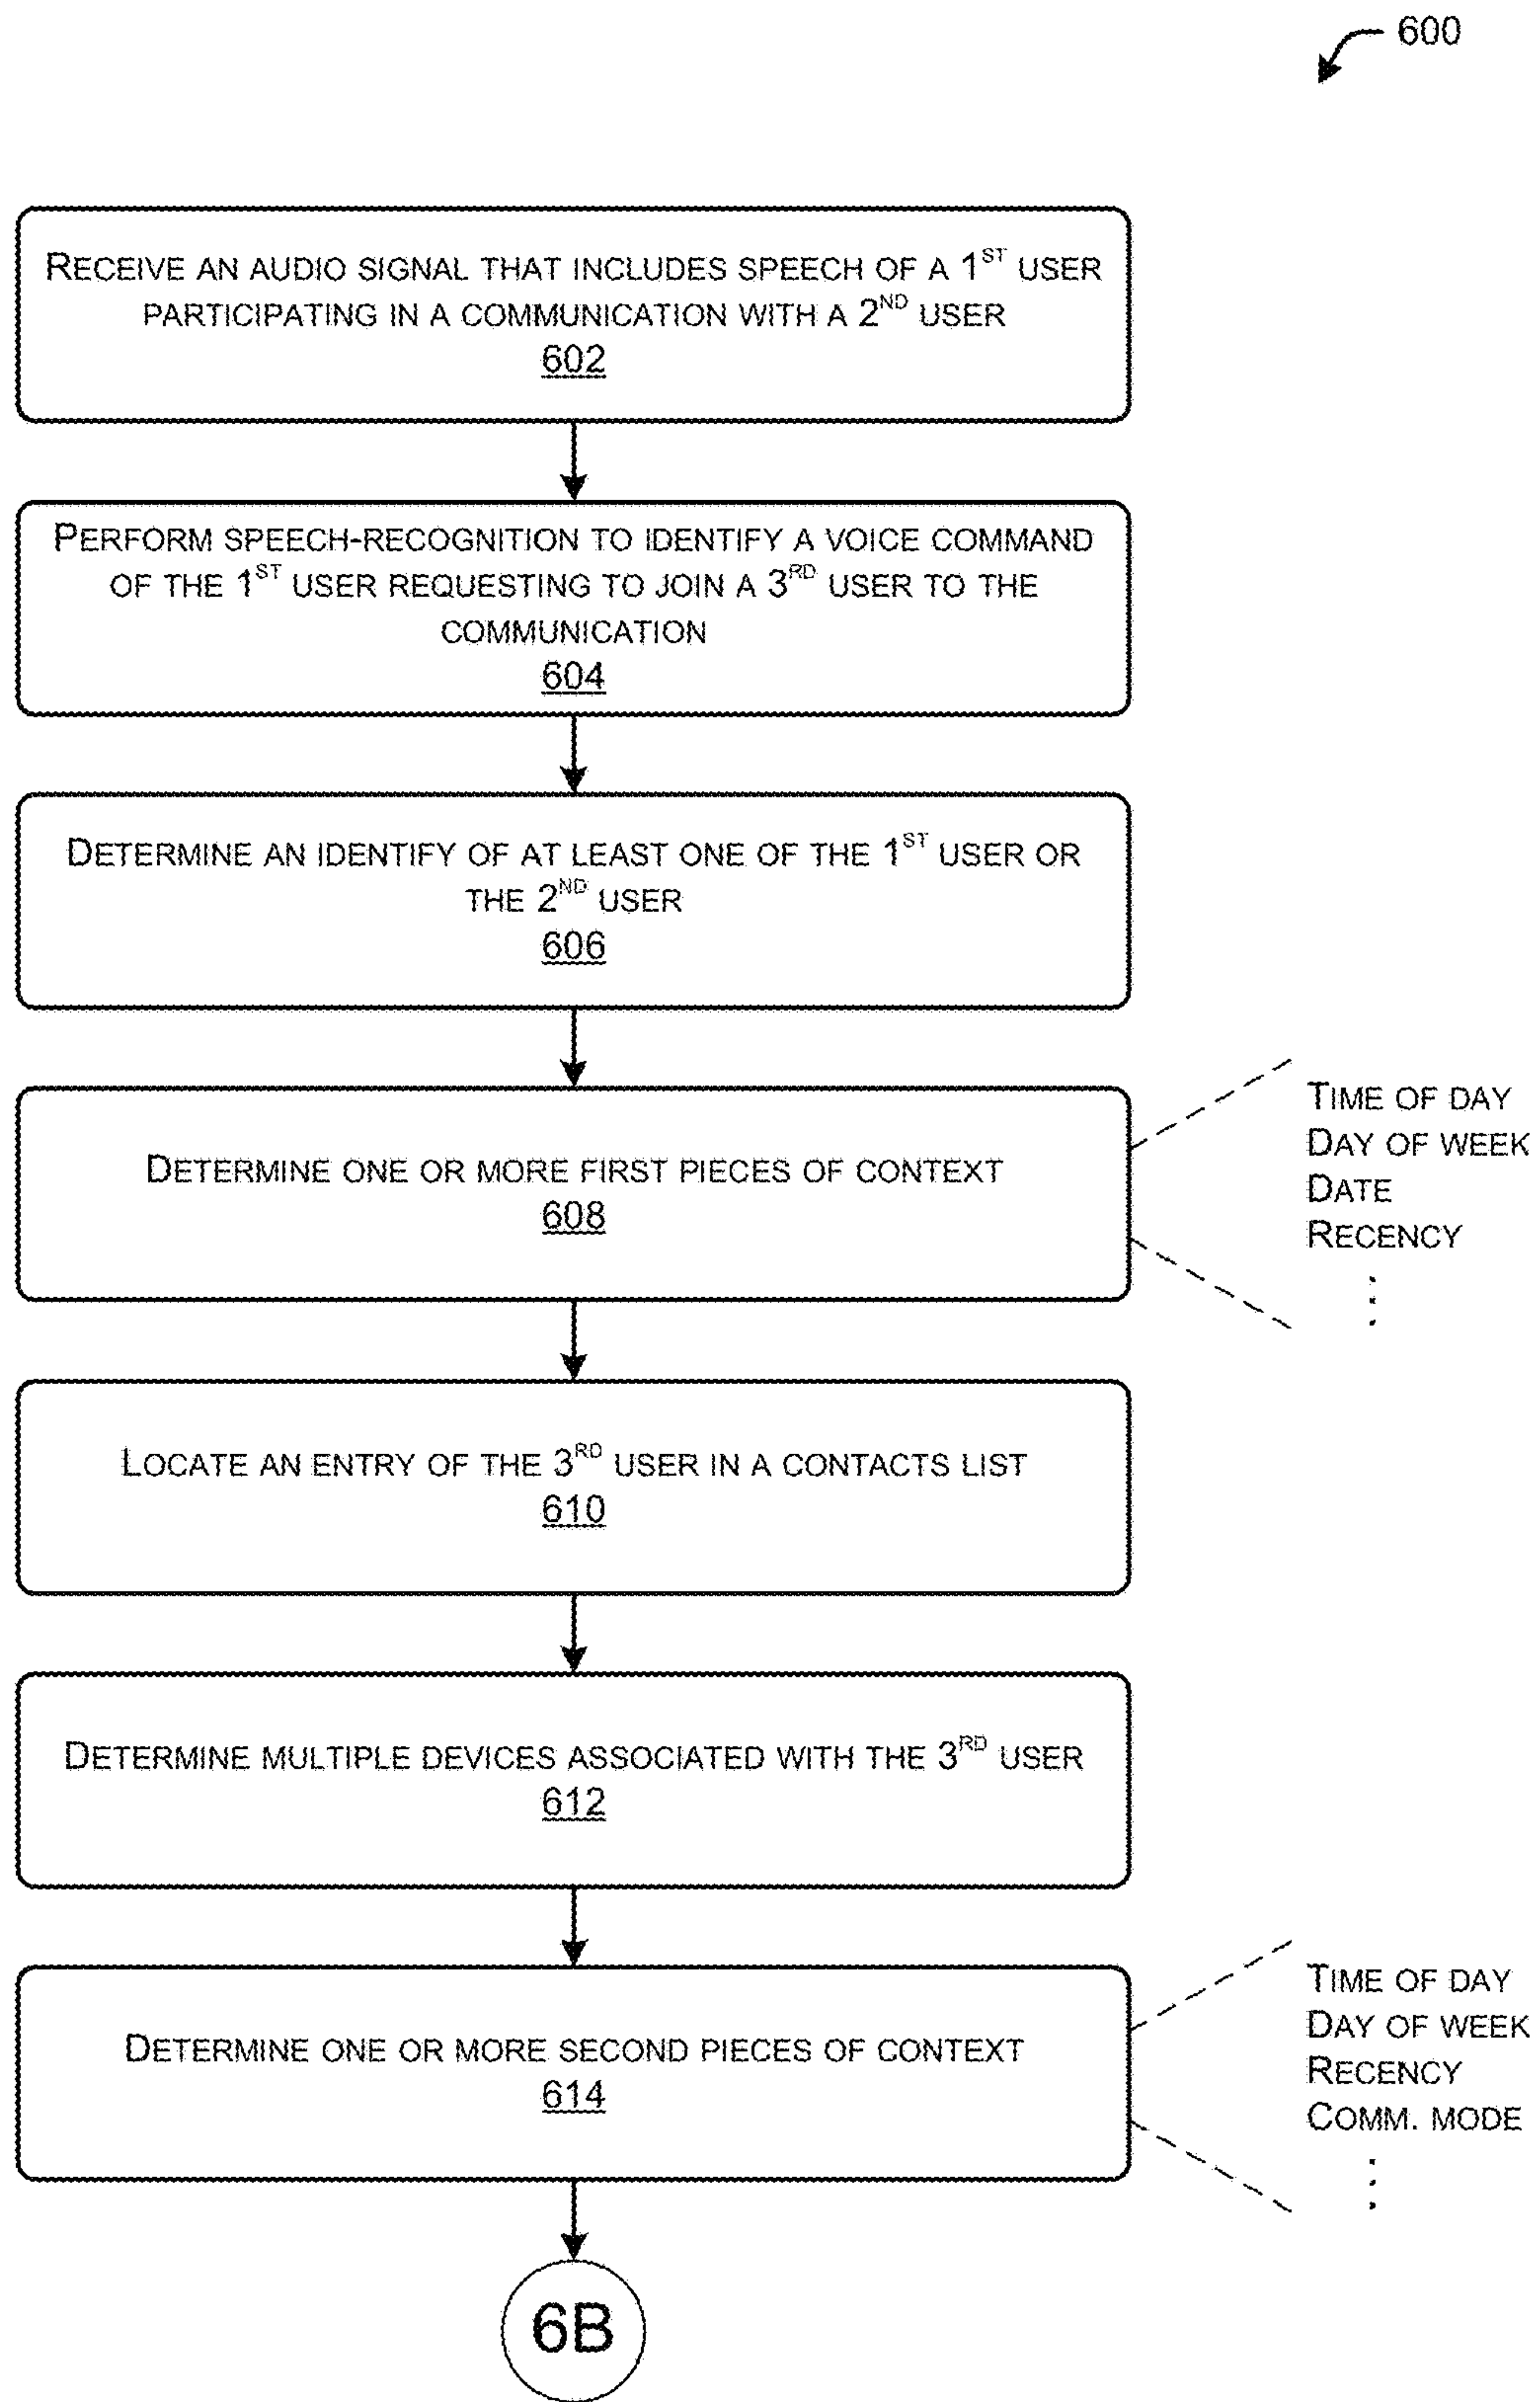 600
RECEIVE AN AUDIO SIGNAL THAT INCLUDES SPEECH OF A 1ST USER
PARTICIPATING IN A COMMUNICATION WITH A 2ND USER
602
PERFORM SPEECH-RECOGNITION TO IDENTIFY A VOICE COMMAND
OF THE 1ST USER REQUESTING TO JOIN A 3RD USER TO THE
COMMUNICATION
604
DETERMINE AN IDENTIFY OF AT LEAST ONE OF THE 1ST USER OR
THE 2ND USER
606
DETERMINE ONE OR MORE FIRST PIECES OF CONTEXT
608
TIME OF DAY
DAY OF WEEK
DATE
RECENCY
LOCATE AN ENTRY OF THE 3RD USER IN A CONTACTS LIST
610
DETERMINE MULTIPLE DEVICES ASSOCIATED WITH THE 3RD USER
612
DETERMINE ONE OR MORE SECOND PIECES OF CONTEXT
614
TIME OF DAY
DAY OF WEEK
RECENCY
COMM. MODE
6B